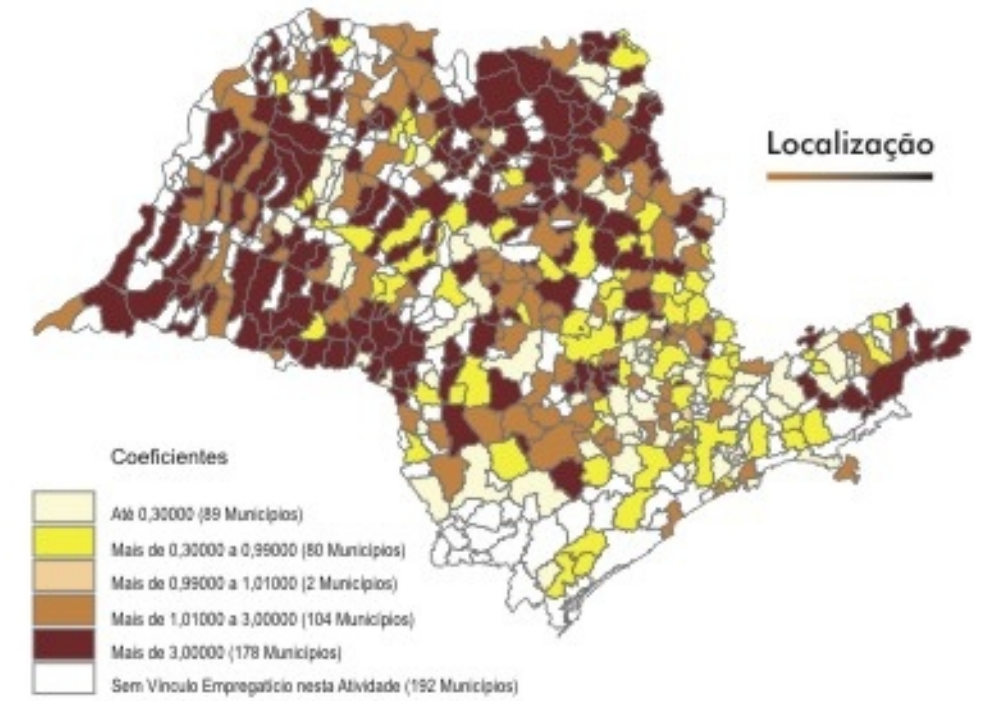 Localização
Coeficientes
Até 0,30000 (89 Municípios)
Mais de 0,30000 a 0,99000 (80 Municípios)
Mais de 0,99000 a 1,01000 (2 Municípios)
Mais de 1,01000 a 3,00000 (104 Municípios)
Mais de 3,00000 (178 Municípios)
Sem Vínculo Empregatício nesta Atividade (192 Municípios)